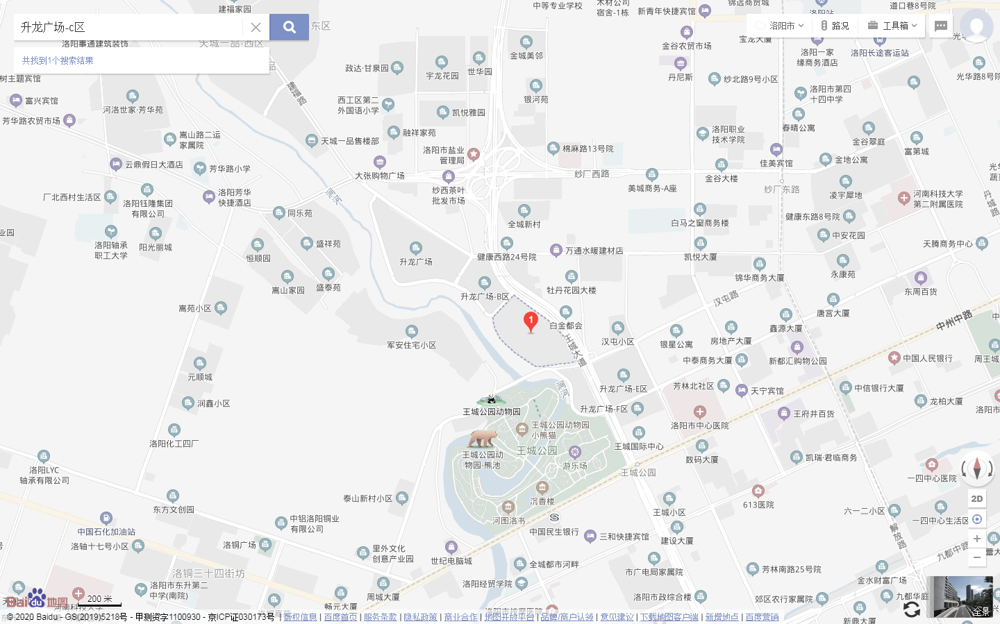 建福家园
中等专业学校
木材公司
宿舍-1栋
新青年快捷宾馆
锦远商贸城
洛阳站
道口巷8号院
升龙广场-c区
东区
洛阳市
路况
工具箱
洛阳事通建筑装饰
天城一品-西区
金城美邻
金谷农贸市场
宝龙大厦
洛阳一家
缘商务酒店
洛阳长途客运站
共找到1个搜索结果
品
政达·甘泉园
宇龙花园
世华园
丹尼斯
纱北路9号小区
光华路8号院
树主题宾馆
建福路
富兴宾馆
河洛世家·芳华苑
西工区第二
外国语小学
银河苑
洛阳市第四
十四中学
凯悦雅园
芳华路农贸市场
融祥家苑
洛阳职业
技术学院
春晴公寓
嵩山路二运
家属院
天城一品售楼部
洛阳市盐业
管理局
棉麻路13号院
金谷翠庭
富第城
云鼎假日大酒店
芳华路小学
大张购物广场
纱厂西路
佳美宾馆
金地公寓
金谷大楼
美城商务-A座
纱厂东路
厂北西村生活区
洛阳钰隆集团
有限公司
洛阳芳华
快捷酒店
涧河
纱西茶叶
批发市场
凌宇犀地
河南科技大学
第二附属医院
丹城路
同乐苑
全城新村
白马之窗商务楼
健康东路8号院
业园
洛阳轴承
职工大学
阳光丽城
恒顺园
盛祥苑
升龙广场
健康西路24号院
万通水暖建材店
凯悦大厦
中安花园
天腾商务中心
嵩山家园
盛泰苑
牡丹花园大楼
锦华商务大厦
永康苑
东周百货
升龙广场-B区
汉屯路
嵩苑小区
1
白金都会
唐宫大厦
中州中路
军安住宅小区
王城大道
汉屯小区
银星公寓
房地产大厦
鑫源大厦
中泰商务大厦
新都汇购物公园
中国人民银行
周王城
元顺城
涧河
升龙广场-E区
芳林北社区
天宁宾馆
中信银行大厦
润鑫小区
王城公园动物园
升龙广场-F区
王府井百货
龙柏大厦
洛阳市
王城公园动物园
小熊猫
洛阳市中心医院
洛阳化工四厂
王城公园动
物园-熊池
王城公园
游乐场
王城国际中心
数码大厦
凯瑞·君临商务
洛阳LYC
轴承有限公司
王城公园
一四中心医院
东方文创园
泰山新村小区
沉香楼
613医院
2D
中铝洛阳铜业
有限公司
河图洛书
王城小区
六一二小区
一四中心生活区
中国石化加油站
中国民生银行
三和快捷宾馆
建设大厦
解放路
洛轴十七号小区
洛铜广场
里外文化
创意产业园
世纪电脑城
九都中路
蕾大
洛铜三十四街坊
全城都市河畔
市广电局家属院
芳林南路25号院
金水财富广场
洛阳市东升第二
中学(南院)
周城大厦
洛阳经贸学院
洛阳市政综合楼
郊区农行家属院
九都华庭
Baidu地图
200 米
畅元大厦
新鼎大厦
全景
© 2020 Baidu - GS(2019)5218号 - 甲测资字1100930 - 京ICP证030173号 | 版权信息 | 百度首页 | 服务条款 | 隐私政策 | 商业合作 | 地图开放平台 | 品牌/商户认领 | 意见建议 | 下载地图客户端 | 新增地点 | 百度营销